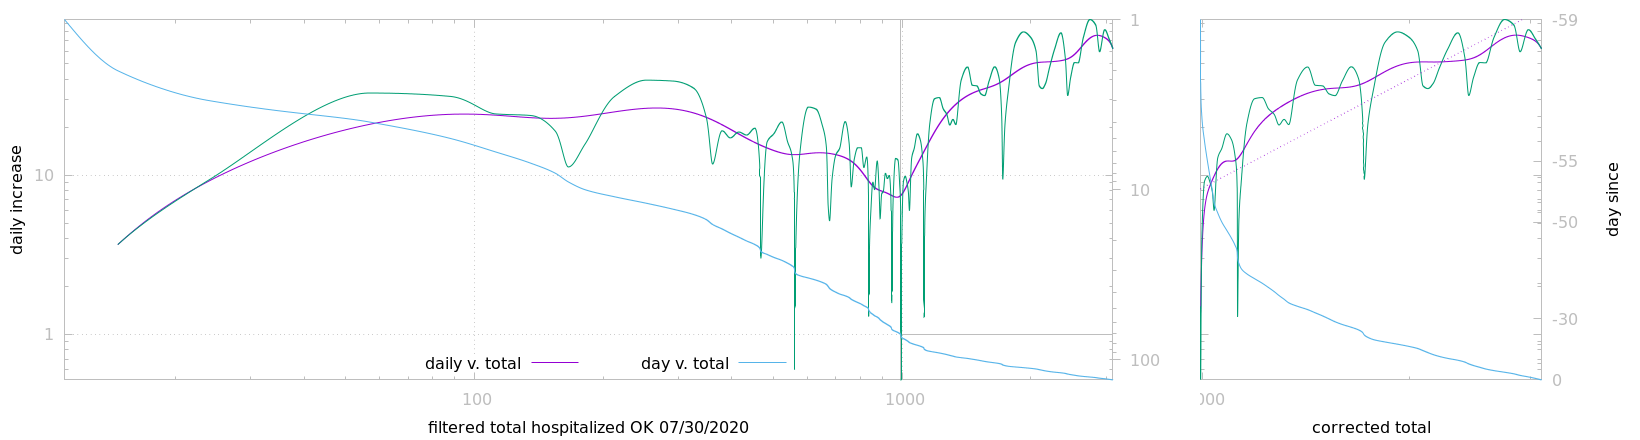 daily increase
10
1
daily v. total
day v. total
100
1000
filtered total hospitalized OK 07/30/2020
1
10
100
000
corrected total
-59
-55
-50
-30
0
day since